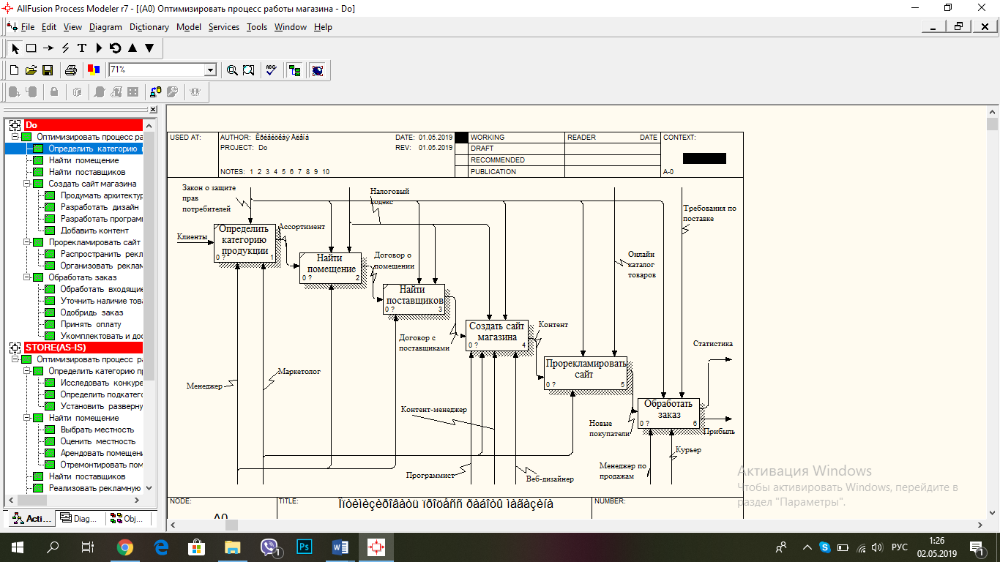 AllFusion Process Modeler r7 - [(A0) Оптимизировать процесс работы магазина - Do]
File Edit View Diagram Dictionary Model Services Tools Window Help
71%
Do
Оптимизировать процесс ра
Определить категорию
Найти помещение
Найти поставщиков
Создать сайт магазина
Продумать архитектур
Разработать дизайн
Разработать програм
Добавить контент
Прорекламировать сайт
Распространить рекл
Организовать реклам
Обработать заказ
Обработать входящие
Уточнить наличие това
Одобридь заказ
Принять оплату
Укомплектовать и дос
STORE(AS-IS)
Оптимизировать процесс ра
Определить категорию пр
Исследовать конкуре
Определить подкатего
Установить разверну
Найти помещение
Выбрать местность
Оценить местность
Арендовать помещени
Отремонтировать пом
Найти поставщиков
Реализовать рекламную
Acti... Diag... Obj...
USED AT:
AUTHOR:
DATE: 01.05.2019
PROJECT: Do
REV: 01.05.2019
NOTES: 1 2 3 4 5 6 7 8 9 10
WORKING
DRAFT
RECOMMENDED
PUBLICATION
READER DATE
CONTEXT:
A-0
Закон о защите
прав
потребителей
Налоговый
кодекс
Требования по
поставке
Клиенты
Определить
категорию
продукции
0 ? 1
Ассортимент
Найти
помещение
0 ? 2
Договор о
помещении
Онлайн
каталог
товаров
Найти
поставщиков
0 ? 3
Договор с
поставщиками
Создать сайт
магазина
0 ? 4
Контент
Прорекламировать
сайт
0 ? 5
Статистика
Обработать
заказ
0 ? 6
Прибыль
Новые
покупатели
Менеджер
Маркетолог
Контент-менеджер
Программист
Веб-дизайнер
Менеджер по
продажам
Курьер
NODE:
A0
TITLE: Îïòèìèçèðîâàòü ïðîöåññ ðàáîòû ìàãàçèíà
NUMBER:
Активация Windows
Чтобы активировать Windows, перейдите в
раздел "Параметры".
РУС
1:26
02.05.2019
1
1